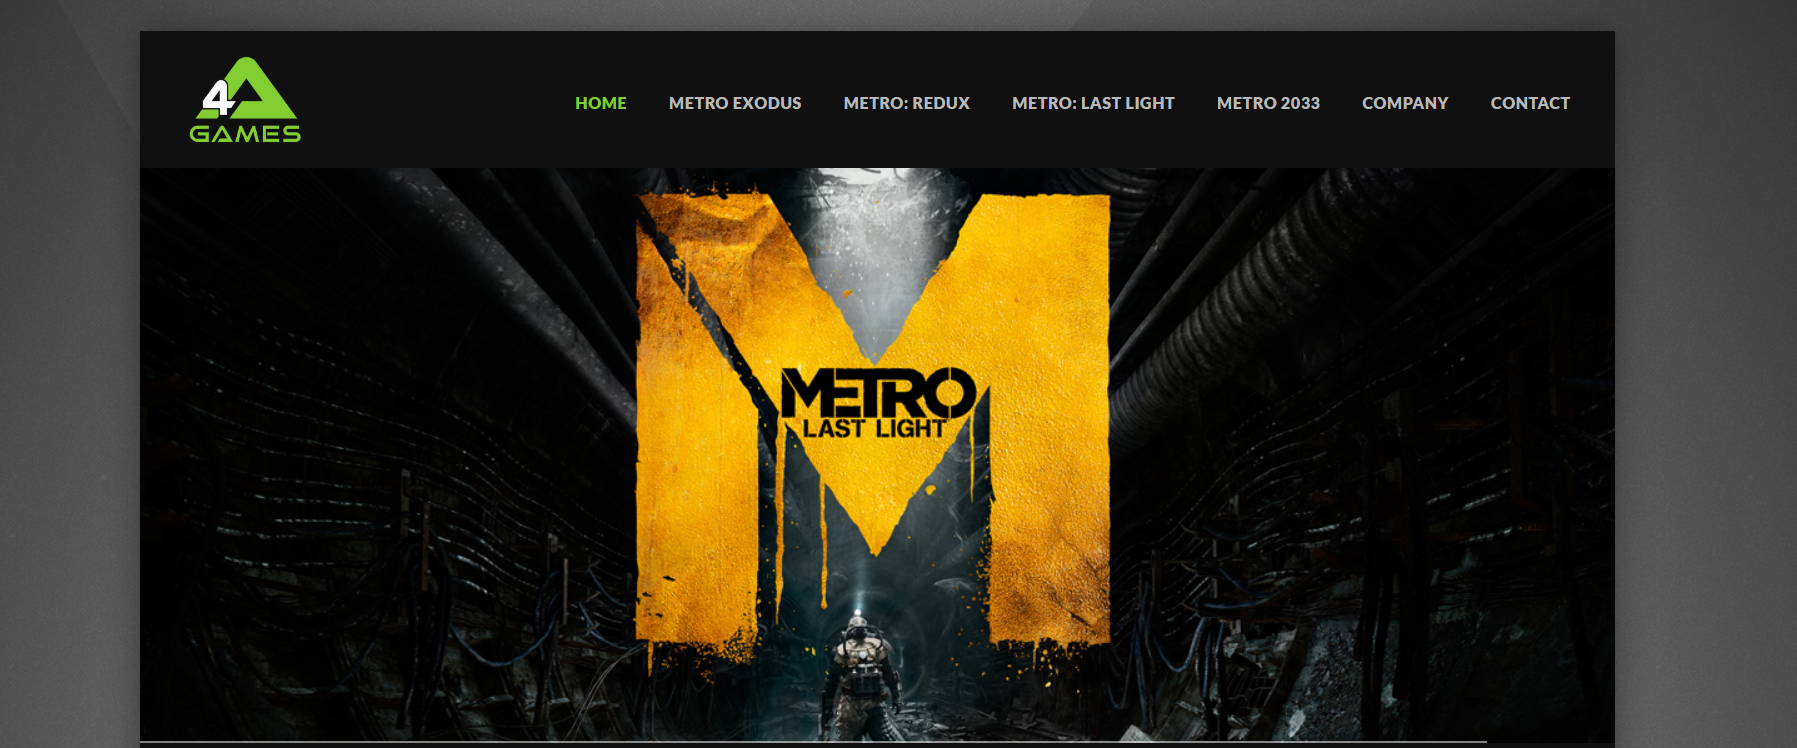 4A
GAMES
HOME METRO EXODUS METRO: REDUX METRO: LAST LIGHT METRO 2033 COMPANY CONTACT
METRO
LAST LIGHT